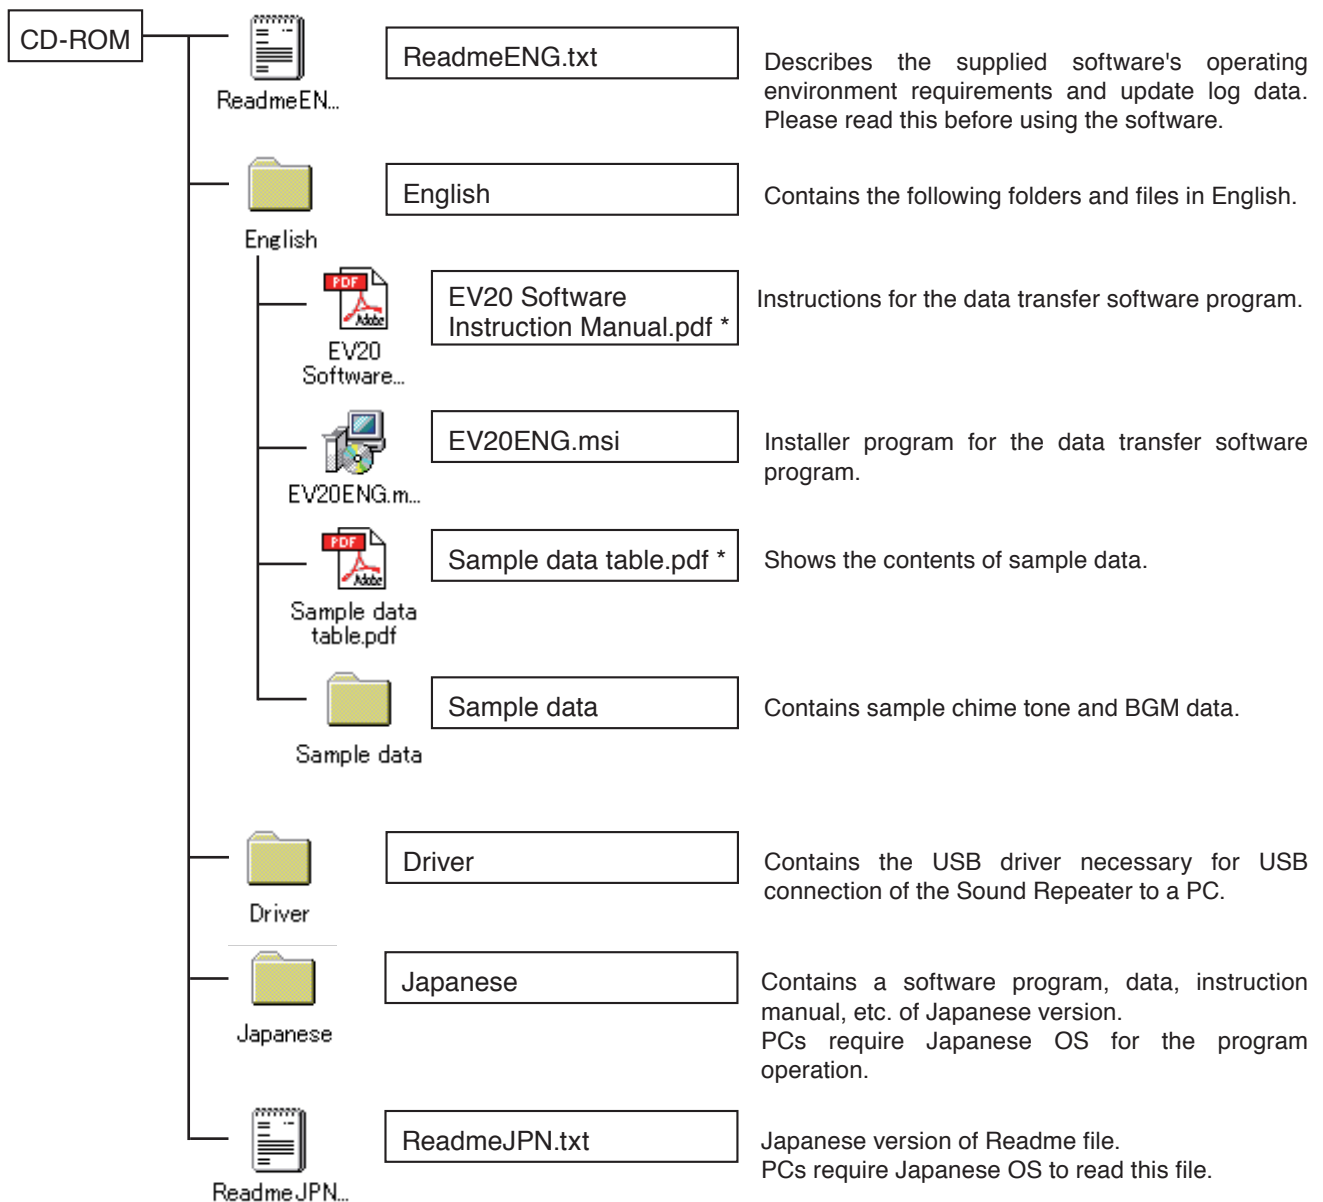 CD-ROM
ReadmeEN...
ReadmeENG.txt
Describes the supplied software's operating
environment requirements and update log data.
Please read this before using the software.
English
English
Contains the following folders and files in English.
PDF
Adobe
EV20
Software...
EV20 Software
Instruction Manual.pdf *
Instructions for the data transfer software program.
EV20ENG.m...
EV20ENG.msi
Installer program for the data transfer software
program.
PDF
Adobe
Sample data
table.pdf
Sample data table.pdf *
Shows the contents of sample data.
Sample data
Sample data
Contains sample chime tone and BGM data.
Driver
Driver
Contains the USB driver necessary for USB
connection of the Sound Repeater to a PC.
Japanese
Japanese
Contains a software program, data, instruction
manual, etc. of Japanese version.
PCs require Japanese OS for the program
operation.
ReadmeJPN...
ReadmeJPN.txt
Japanese version of Readme file.
PCs require Japanese OS to read this file.